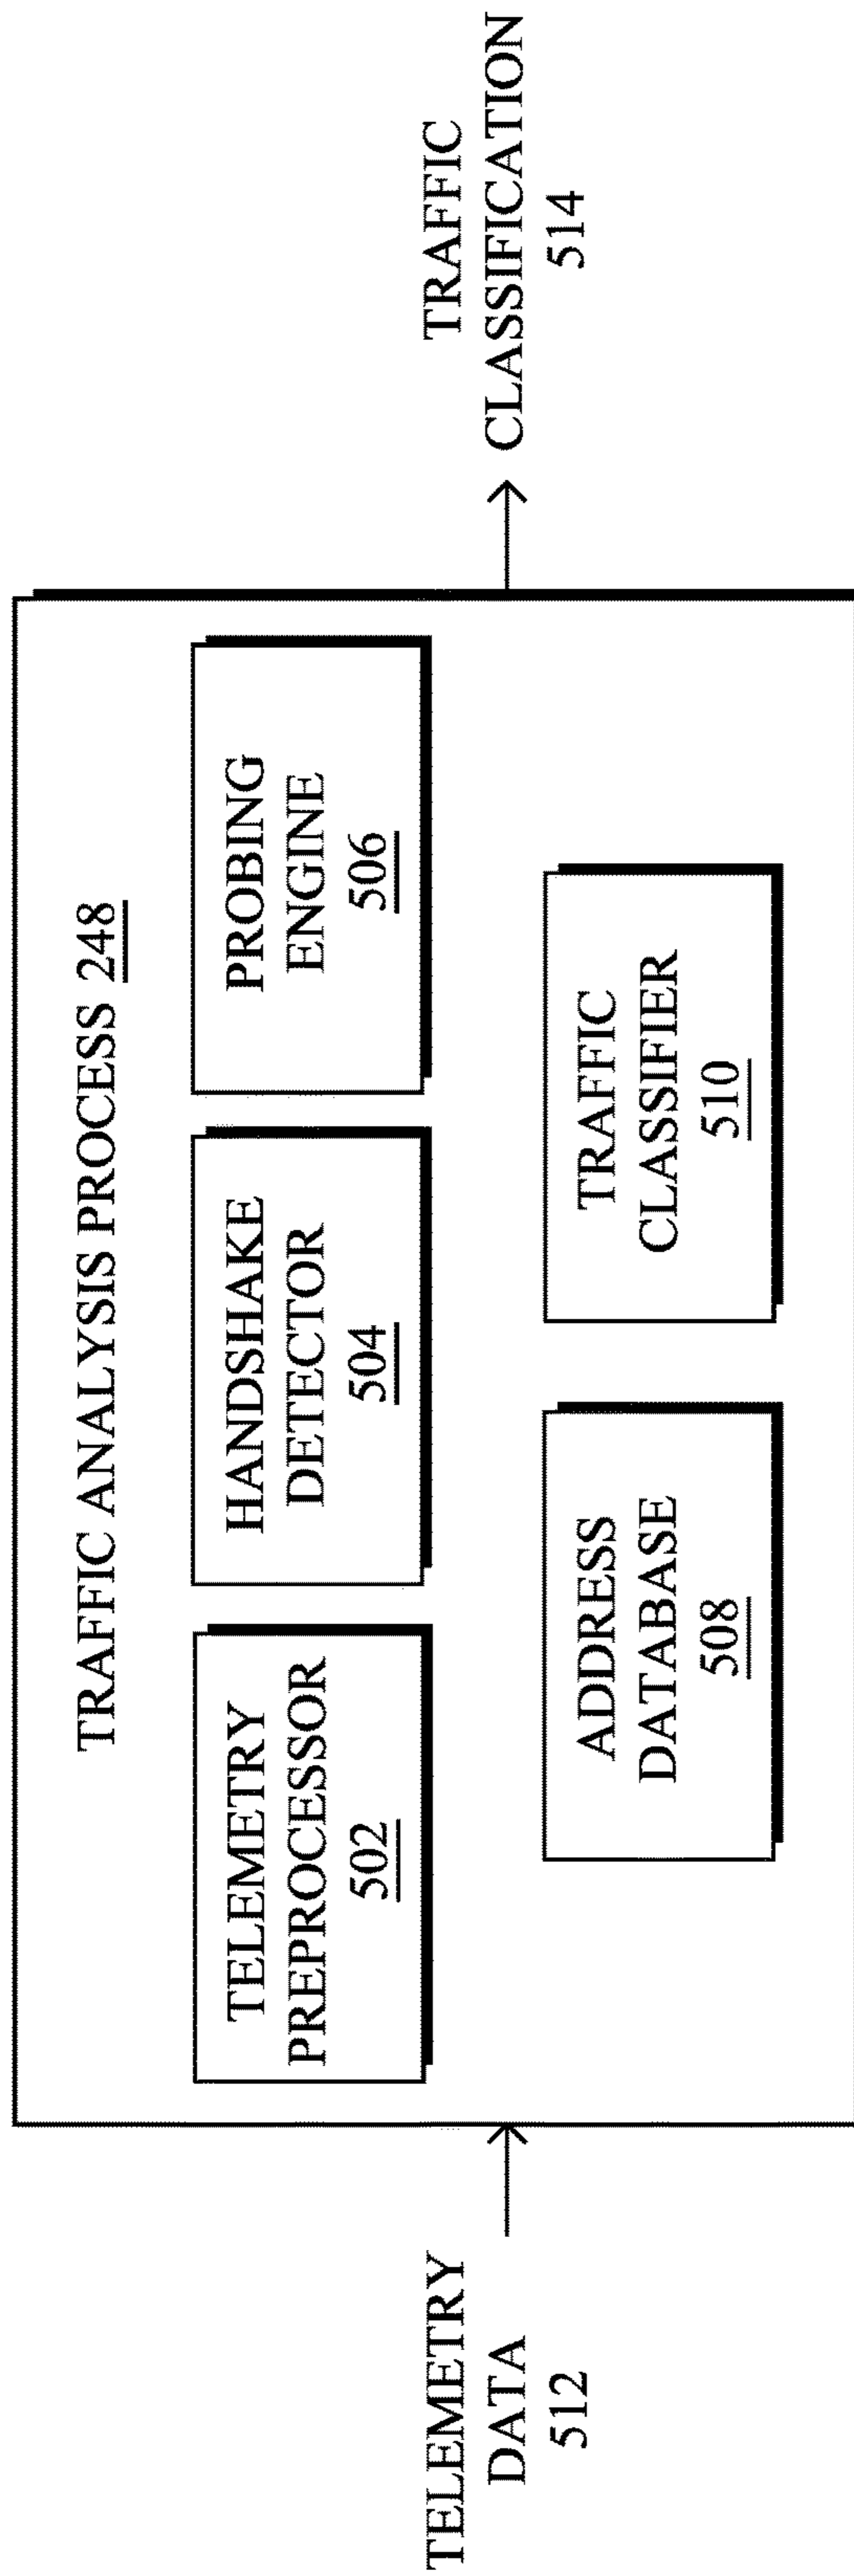 TRAFFIC ANALYSIS PROCESS 248
TELEMETRY
PREPROCESSOR
502
HANDSHAKE
DETECTOR
504
PROBING
ENGINE
506
TELEMETRY
DATA
512
ADDRESS
DATABASE
508
TRAFFIC
CLASSIFIER
510
TRAFFIC
CLASSIFICATION
514